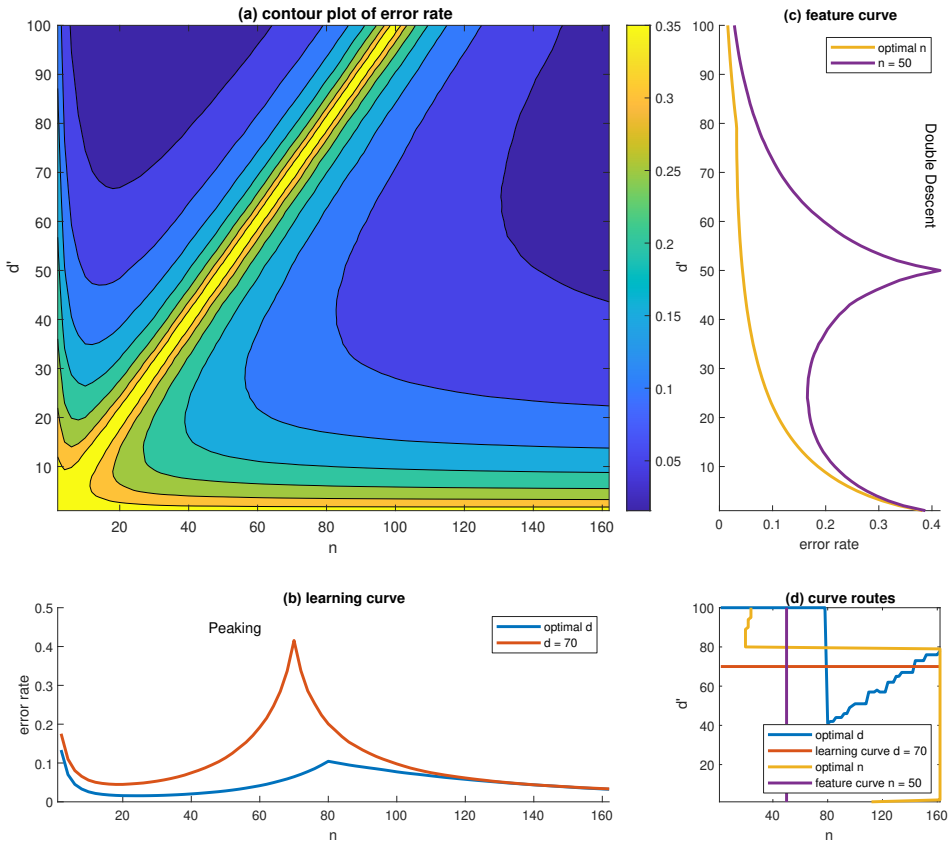 (a) contour plot of error rate
100
90
80
70
60
50
40
30
20
10
d'
20
40
60
80
100
120
140
160
n
0.35
0.3
0.25
0.2
0.15
0.1
0.05
(c) feature curve
optimal n
n = 50
Double Descent
100
90
80
70
60
50
40
30
20
10
d'
0
0.1
0.2
0.3
0.4
error rate
(b) learning curve
Peaking
optimal d
d = 70
0.5
0.4
0.3
0.2
0.1
0
error rate
20
40
60
80
100
120
140
160
n
(d) curve routes
100
80
60
40
20
d'
optimal d
learning curve d = 70
optimal n
feature curve n = 50
50
100
150
160
n